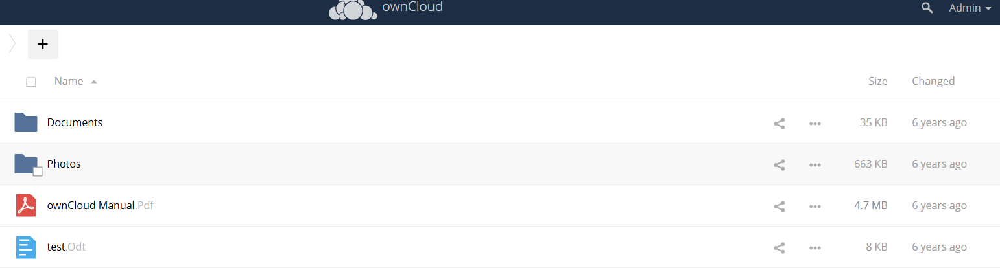 ownCloud
Admin
+
Name Size Changed
Documents 35 KB 6 years ago
Photos 663 KB 6 years ago
ownCloud Manual.Pdf 4.7 MB 6 years ago
test.Odt 8 KB 6 years ago